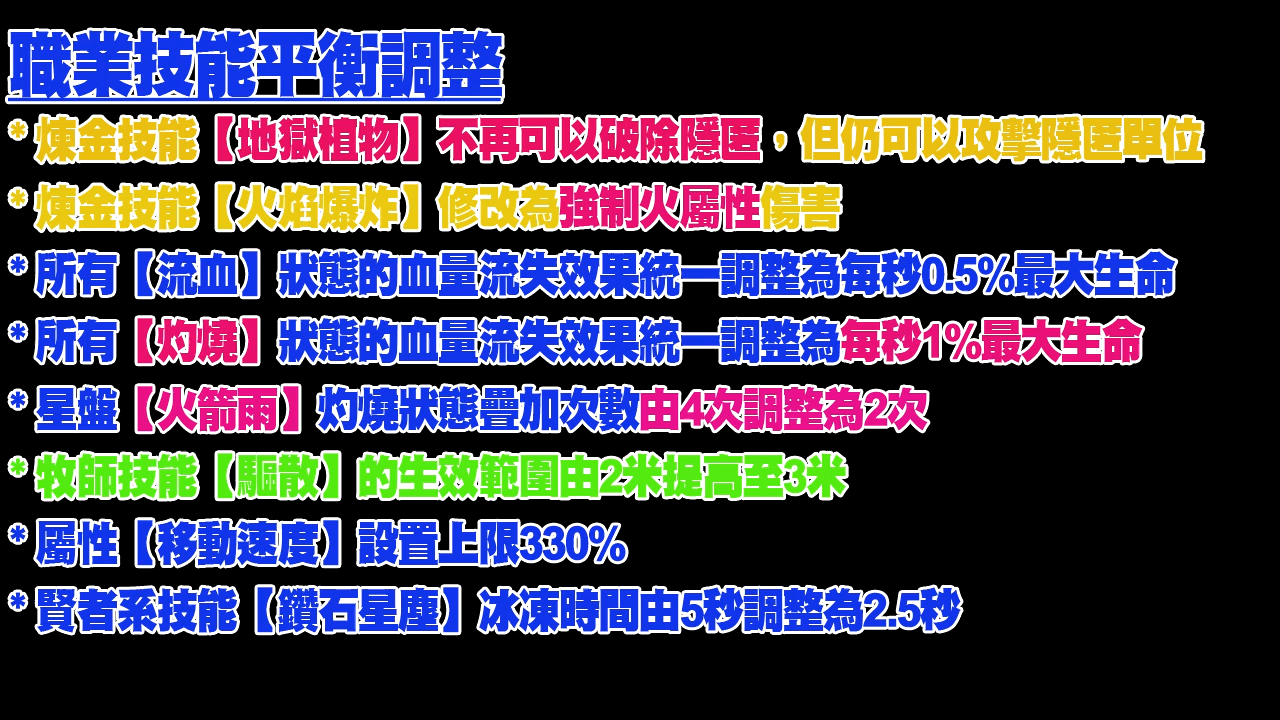 職業技能平衡調整
* 煉金技能【地獄植物】不再可以破除隱匿，但仍可以攻擊隱匿單位
* 煉金技能【火焰爆炸】修改為強制火屬性傷害
* 所有【流血】狀態的血量流失效果統一調整為每秒0.5%最大生命
* 所有【灼燒】狀態的血量流失效果統一調整為每秒1%最大生命
* 星盤【火箭雨】灼燒狀態疊加次數由4次調整為2次
* 牧師技能【驅散】的生效範圍由2米提高至3米
* 屬性【移動速度】設置上限330%
* 賢者系技能【鑽石星塵】冰凍時間由5秒調整為2.5秒